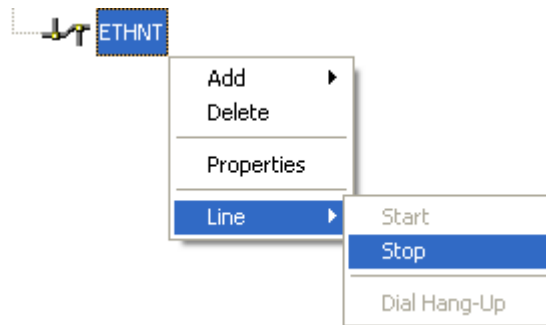 ETHNT
Add
Delete
Properties
Line
Start
Stop
Dial Hang-Up